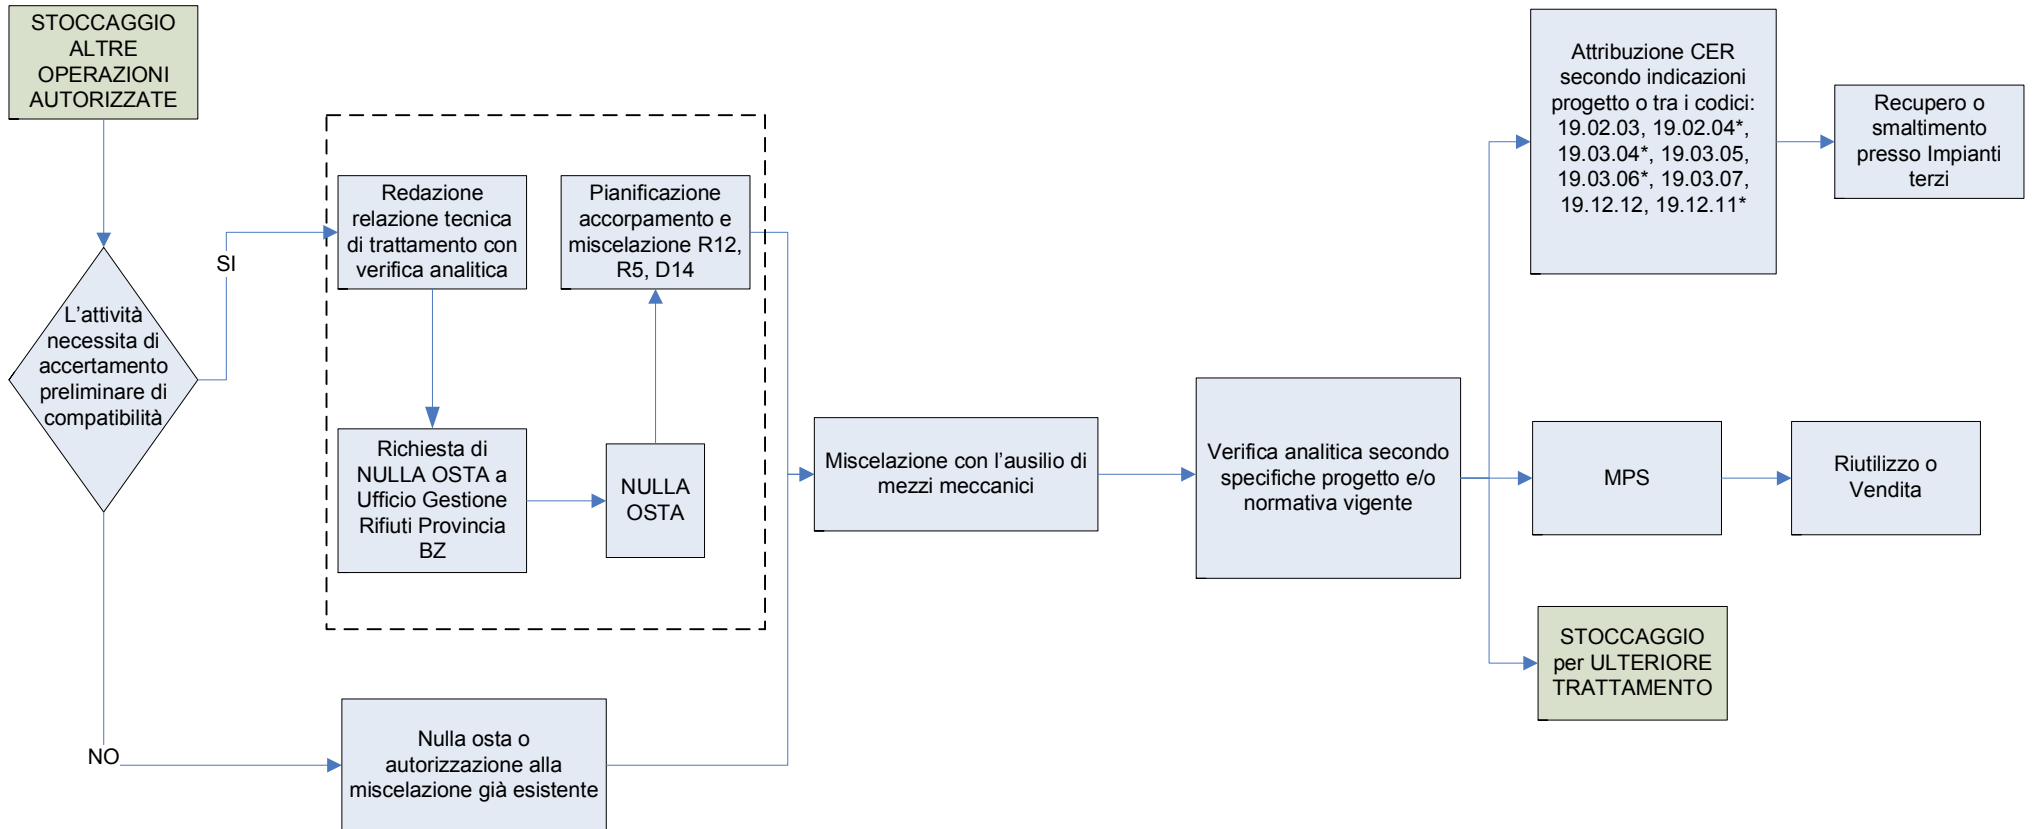 STOCCAGGIO
ALTRE
OPERAZIONI
AUTORIZZATE
L'attività
necessita di
accertamento
preliminare di
compatibilità
SI
NO
Redazione
relazione tecnica
di trattamento con
verifica analitica
Richiesta di
NULLA OSTA a
Ufficio Gestione
Rifiuti Provincia
BZ
NULLA
OSTA
Pianificazione
accorpamento e
miscelazione R12,
R5, D14
Nulla osta o
autorizzazione alla
miscelazione già esistente
Miscelazione con l'ausilio di
mezzi meccanici
Verifica analitica secondo
specifiche progetto e/o
normativa vigente
Attribuzione CER
secondo indicazioni
progetto o tra i codici:
19.02.03, 19.02.04*,
19.03.04*, 19.03.05,
19.03.06*, 19.03.07,
19.12.12, 19.12.11*
Recupero o
smaltimento
presso Impianti
terzi
MPS
Riutilizzo o
Vendita
STOCCAGGIO
per ULTERIORE
TRATTAMENTO